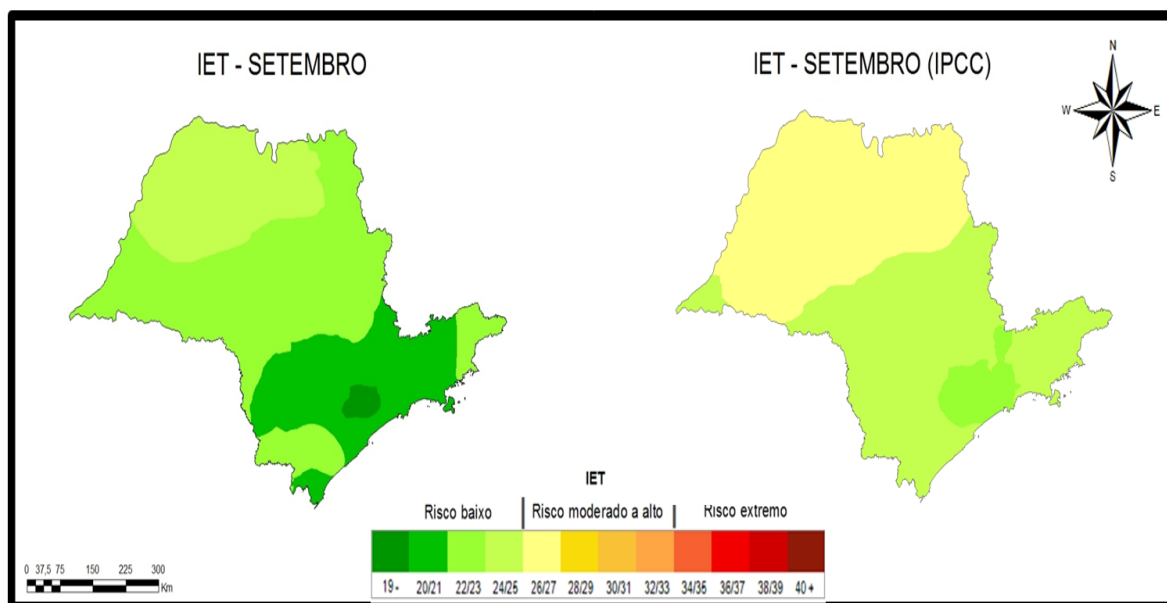 IET - SETEMBRO
IET - SETEMBRO (IPCC)
N
W E
S
IET
Risco baixo Risco moderado a alto Risco extremo
19 - 20/21 22/23 24/25 26/27 28/29 30/31 32/33 34/35 36/37 38/39 40 +
0 37,5 75 150 225 300
Km